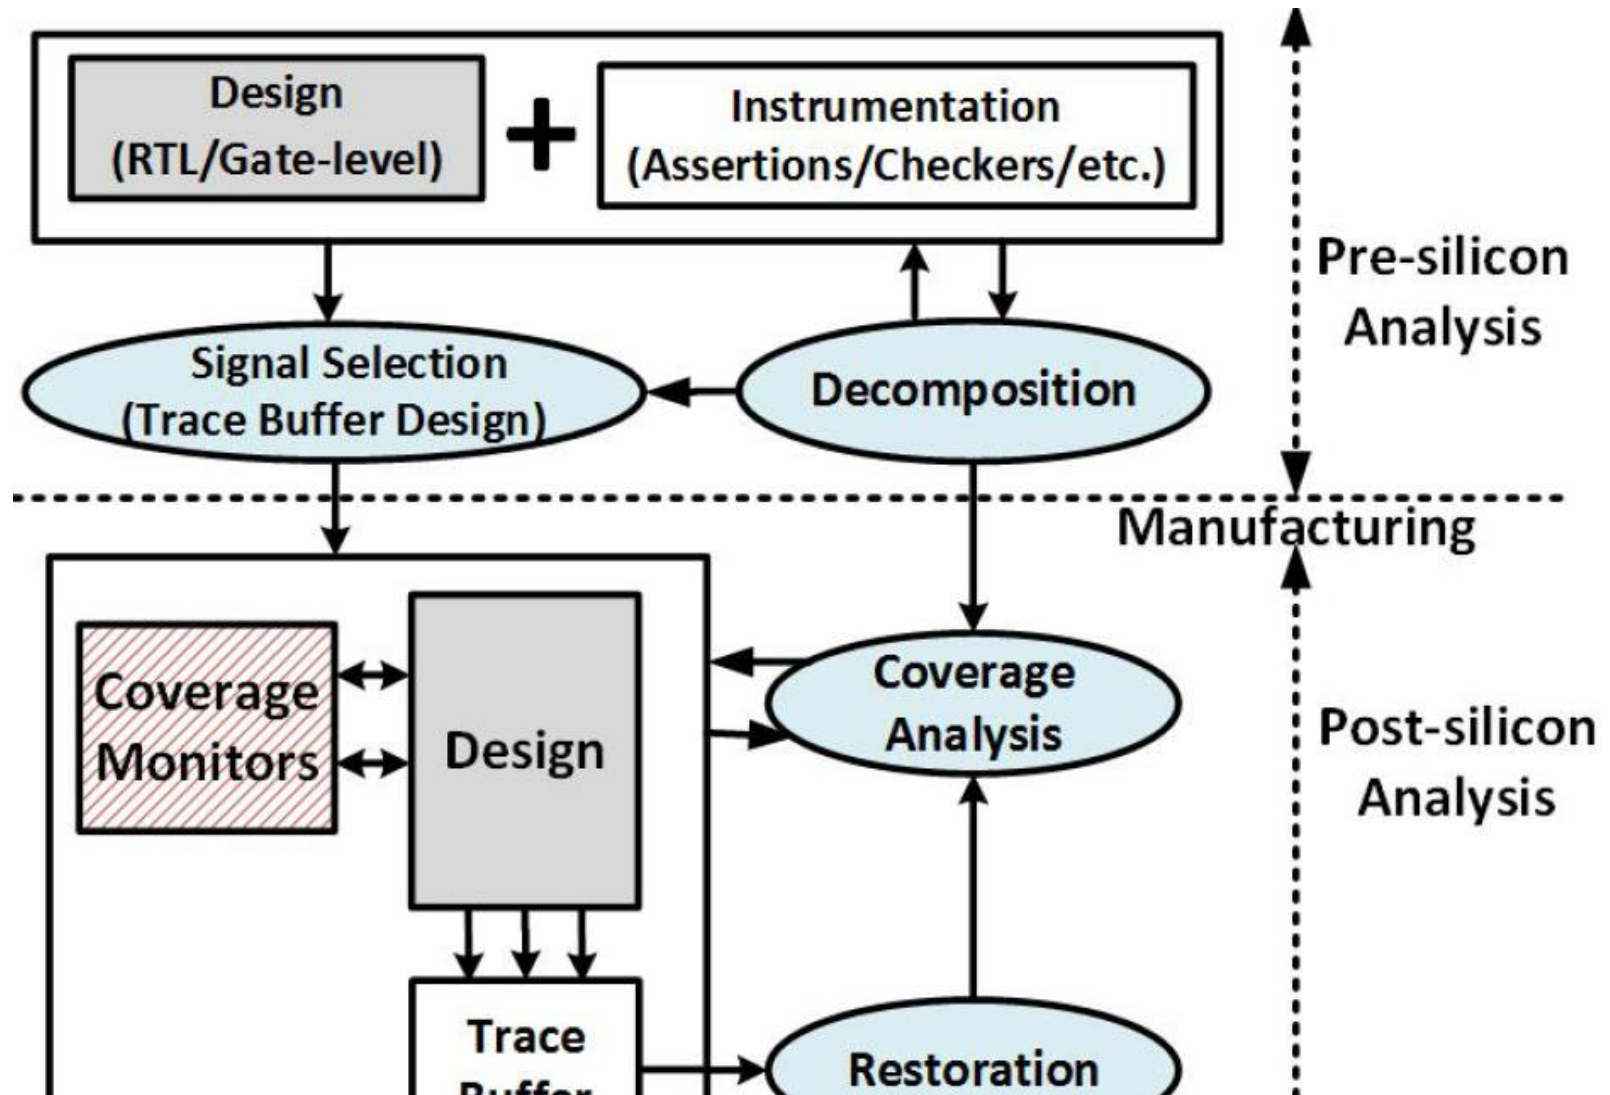 Design
(RTL/Gate-level)
+
Instrumentation
(Assertions/Checkers/etc.)
Pre-silicon
Analysis
Signal Selection
(Trace Buffer Design)
Decomposition
Manufacturing
Coverage
Monitors
Design
Coverage
Analysis
Post-silicon
Analysis
Trace
Buffer
Restoration